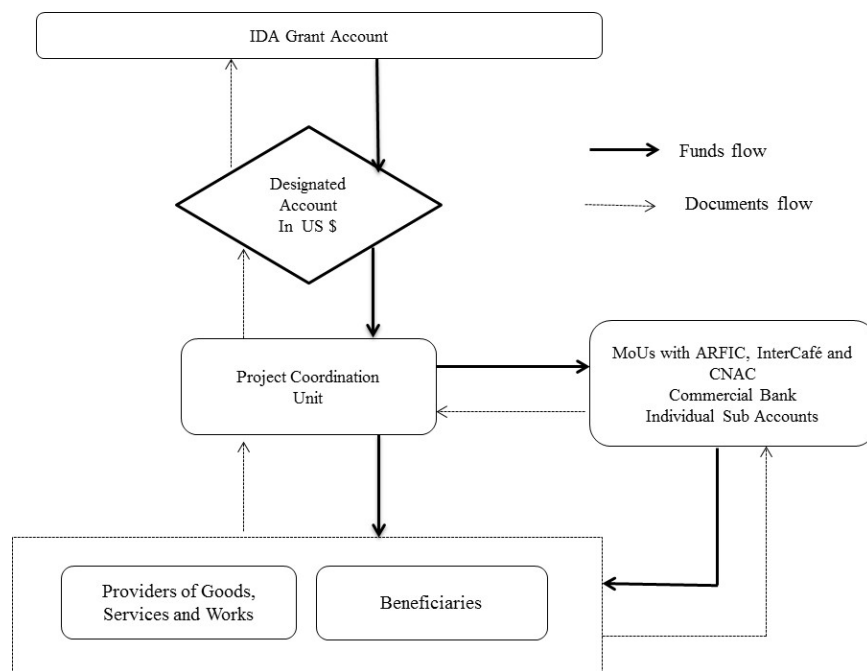 IDA Grant Account
Designated
Account
In US $
Funds flow
Documents flow
Project Coordination
Unit
MoUs with ARFIC, InterCafé and
CNAC
Commercial Bank
Individual Sub Accounts
Providers of Goods,
Services and Works
Beneficiaries